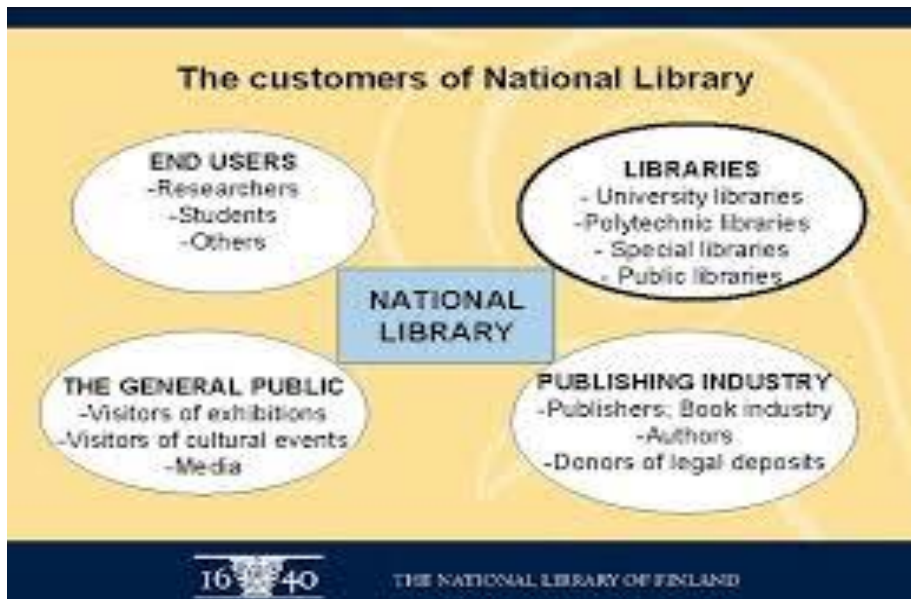 The customers of National Library
END USERS
-Researchers
-Students
-Others
LIBRARIES
- University libraries
-Polytechnic libraries
- Special libraries
- Public libraries
NATIONAL
LIBRARY
THE GENERAL PUBLIC
-Visitors of exhibitions
-Visitors of cultural events
-Media
PUBLISHING INDUSTRY
-Publishers; Book industry
-Authors
-Donors of legal deposits
16 40
THE NATIONAL LIBRARY OF FINLAND